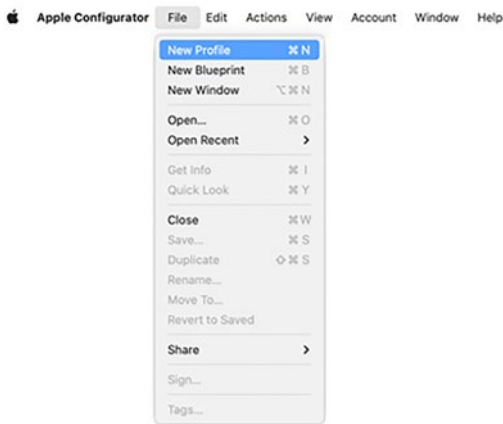 Apple Configurator File Edit Actions View Account Window Help
New Profile ⌘ N
New Blueprint ⌘ B
New Window ⌥ ⌘ N
Open... ⌘ O
Open Recent >
Get Info ⌘ I
Quick Look ⌘ Y
Close ⌘ W
Save... ⌘ S
Duplicate ⇧ ⌘ S
Rename...
Move To...
Revert to Saved
Share >
Sign...
Tags...